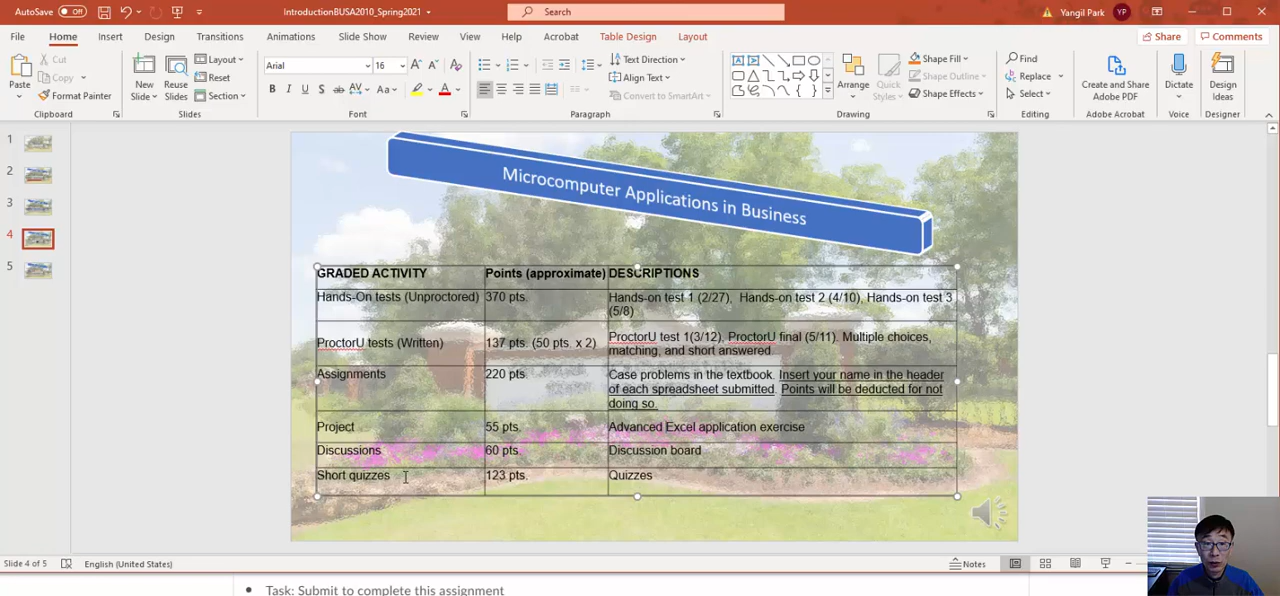 AutoSave Off IntroductionBUSA2010_Spring2021 Search Yangil Park YP
File Home Insert Design Transitions Animations Slide Show Review View Help Acrobat Table Design Layout Share Comments
Paste Cut Copy Format Painter
Clipboard
New Slide Reuse Slides Layout Reset Section
Slides
Arial 16
B I U S ab AV Aa A
Font
Text Direction Align Text Convert to SmartArt
Paragraph
Arrange Quick Styles Shape Fill Shape Outline Shape Effects
Drawing
Find Replace Select
Editing
Create and Share Adobe PDF
Adobe Acrobat
Dictate
Voice
Design Ideas
Designer
1
2
3
4
5
Microcomputer Applications in Business
GRADED ACTIVITY Points (approximate) DESCRIPTIONS
Hands-On tests (Unproctored) 370 pts. Hands-on test 1 (2/27), Hands-on test 2 (4/10), Hands-on test 3
(5/8)
ProctorU tests (Written) 137 pts. (50 pts. x 2) ProctorU test 1(3/12), ProctorU final (5/11). Multiple choices,
matching, and short answered
Assignments 220 pts. Case problems in the textbook. Insert your name in the header
of each spreadsheet submitted. Points will be deducted for not
doing so.
Project 55 pts. Advanced Excel application exercise
Discussions 60 pts. Discussion board
Short quizzes 123 pts. Quizzes
Slide 4 of 5 English (United States) Notes
Task: Submit to complete this assignment